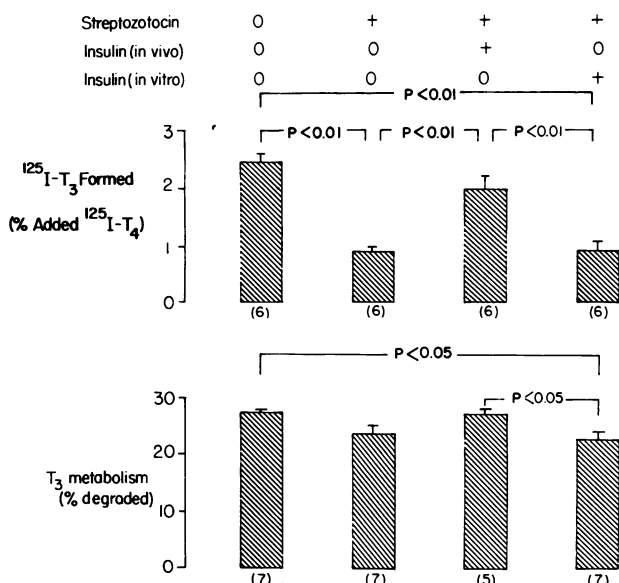 Streptozotocin 0 + + +
Insulin (in vivo) 0 0 + 0
Insulin (in vitro) 0 0 0 +
P<0.01
P<0.01 P<0.01 P<0.01
3
2
1
0
¹²⁵I-T₃ Formed
(% Added ¹²⁵I-T₄)
(6) (6) (6) (6)
P<0.05
P<0.05
30
20
10
0
T₃ metabolism
(% degraded)
(7) (7) (5) (7)